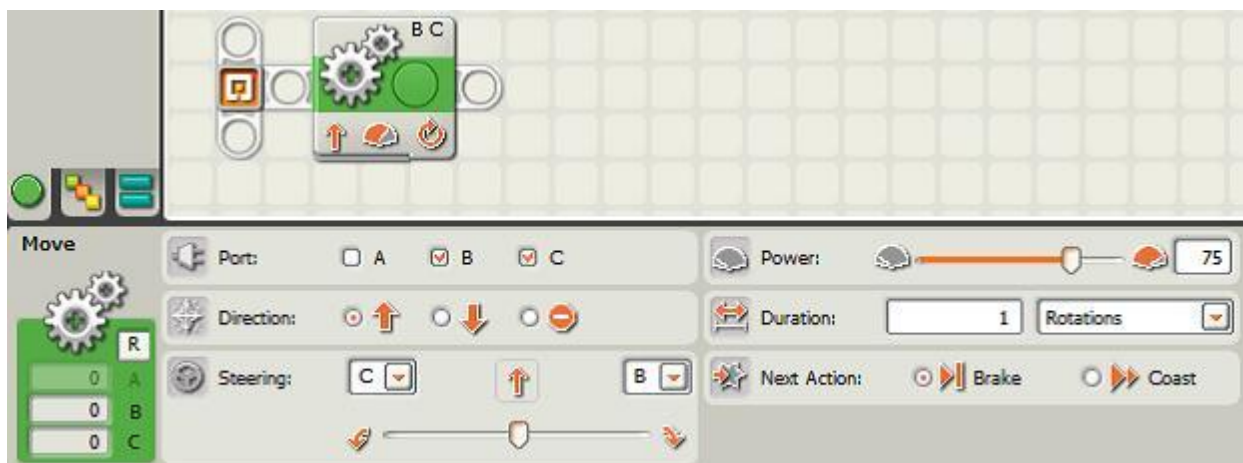 B C
Move
R
0 A
0 B
0 C
Port: A B C
Direction:
Steering: C B
Power: 75
Duration: 1 Rotations
Next Action: Brake Coast